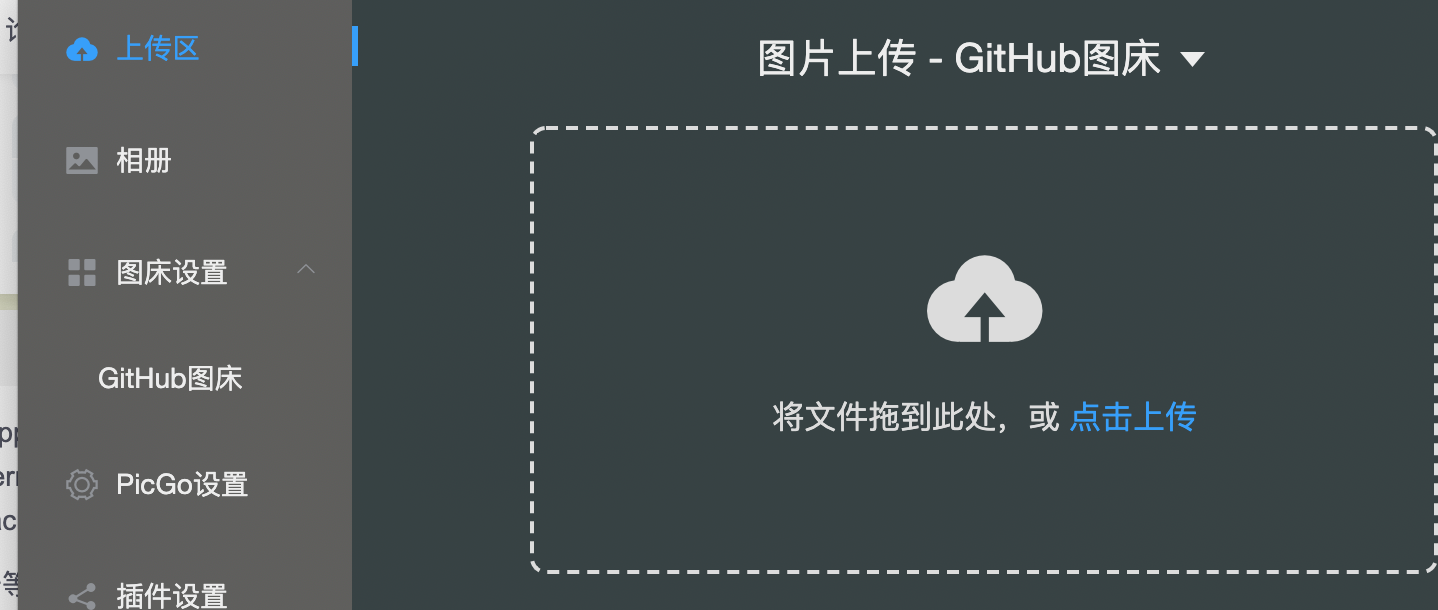 上传区
相册
图床设置
GitHub图床
PicGo设置
插件设置
图片上传 - GitHub图床
将文件拖到此处，或 点击上传